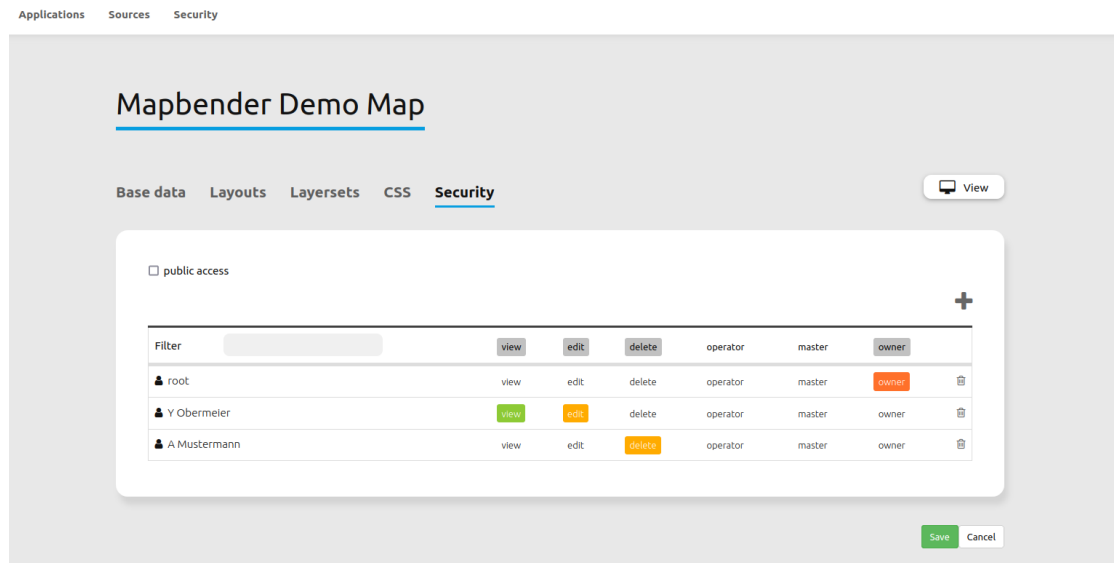 Applications Sources Security
Mapbender Demo Map
Base data Layouts Layersets CSS Security
View
public access
Filter view edit delete operator master owner
root view edit delete operator master owner
Y Obermeier view edit delete operator master owner
A Mustermann view edit delete operator master owner
Save Cancel